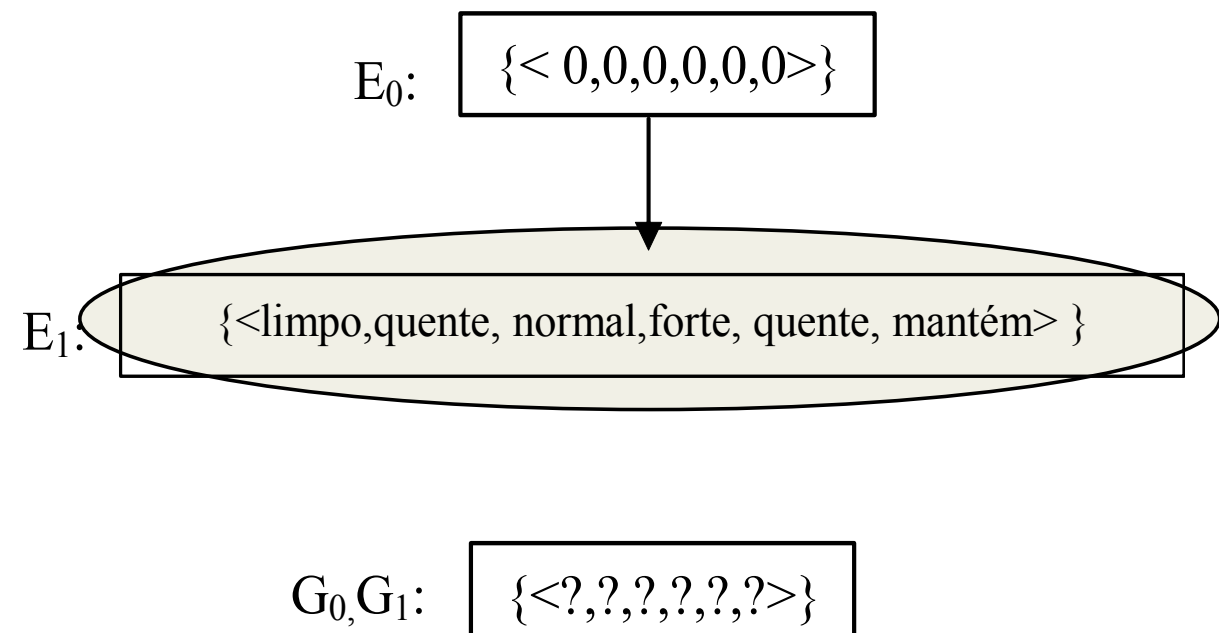 E₀: {< 0,0,0,0,0,0>}
E₁: {<limpo,quente, normal,forte, quente, mantém> }
G₀,G₁: {<?,?,?,?,?,?>}